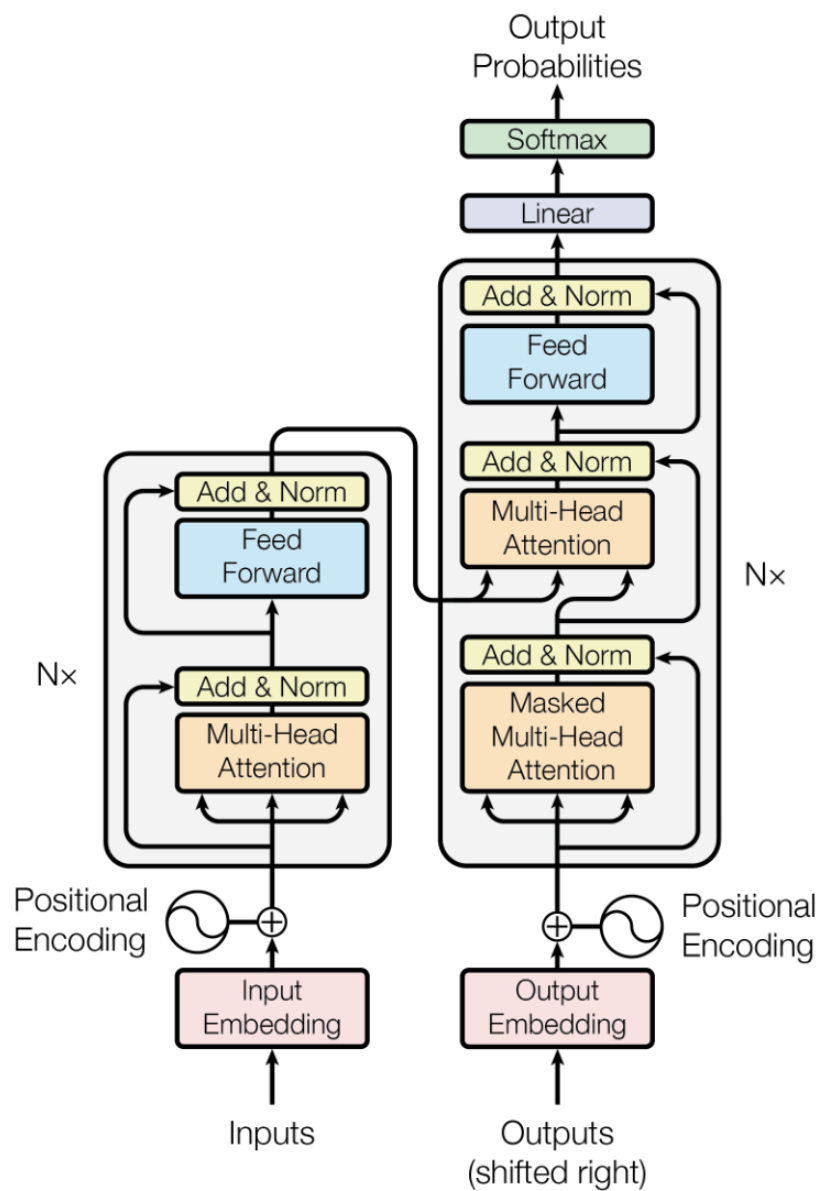 Output
Probabilities
Softmax
Linear
Add & Norm
Feed
Forward
Add & Norm
Multi-Head
Attention
Add & Norm
Masked
Multi-Head
Attention
N×
Add & Norm
Feed
Forward
Add & Norm
Multi-Head
Attention
N×
Positional
Encoding
Positional
Encoding
Input
Embedding
Output
Embedding
Inputs
Outputs
(shifted right)